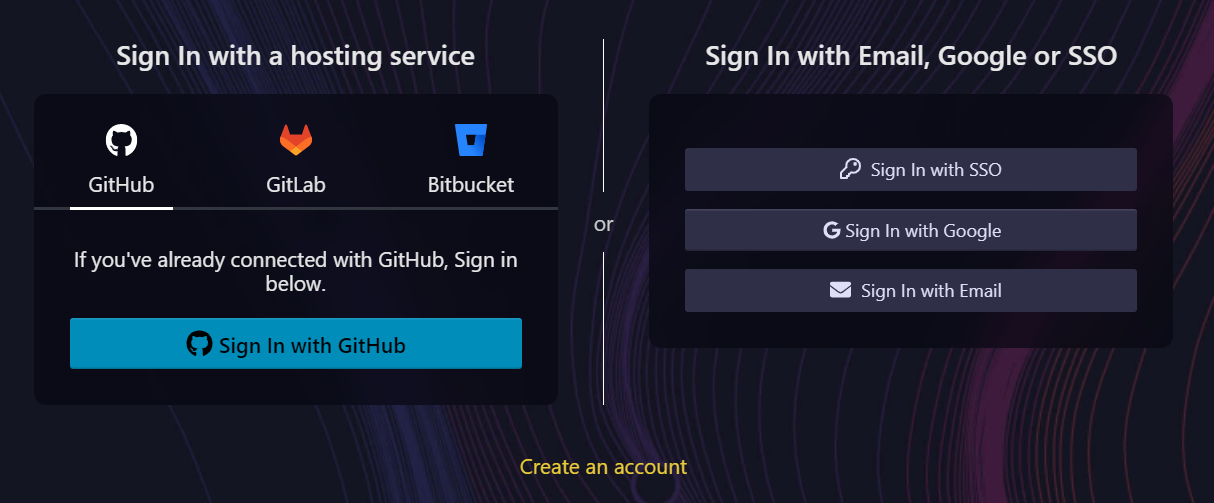 Sign In with a hosting service
GitHub
GitLab
Bitbucket
If you've already connected with GitHub, Sign in
below.
Sign In with GitHub
or
Sign In with Email, Google or SSO
Sign In with SSO
Sign In with Google
Sign In with Email
Create an account